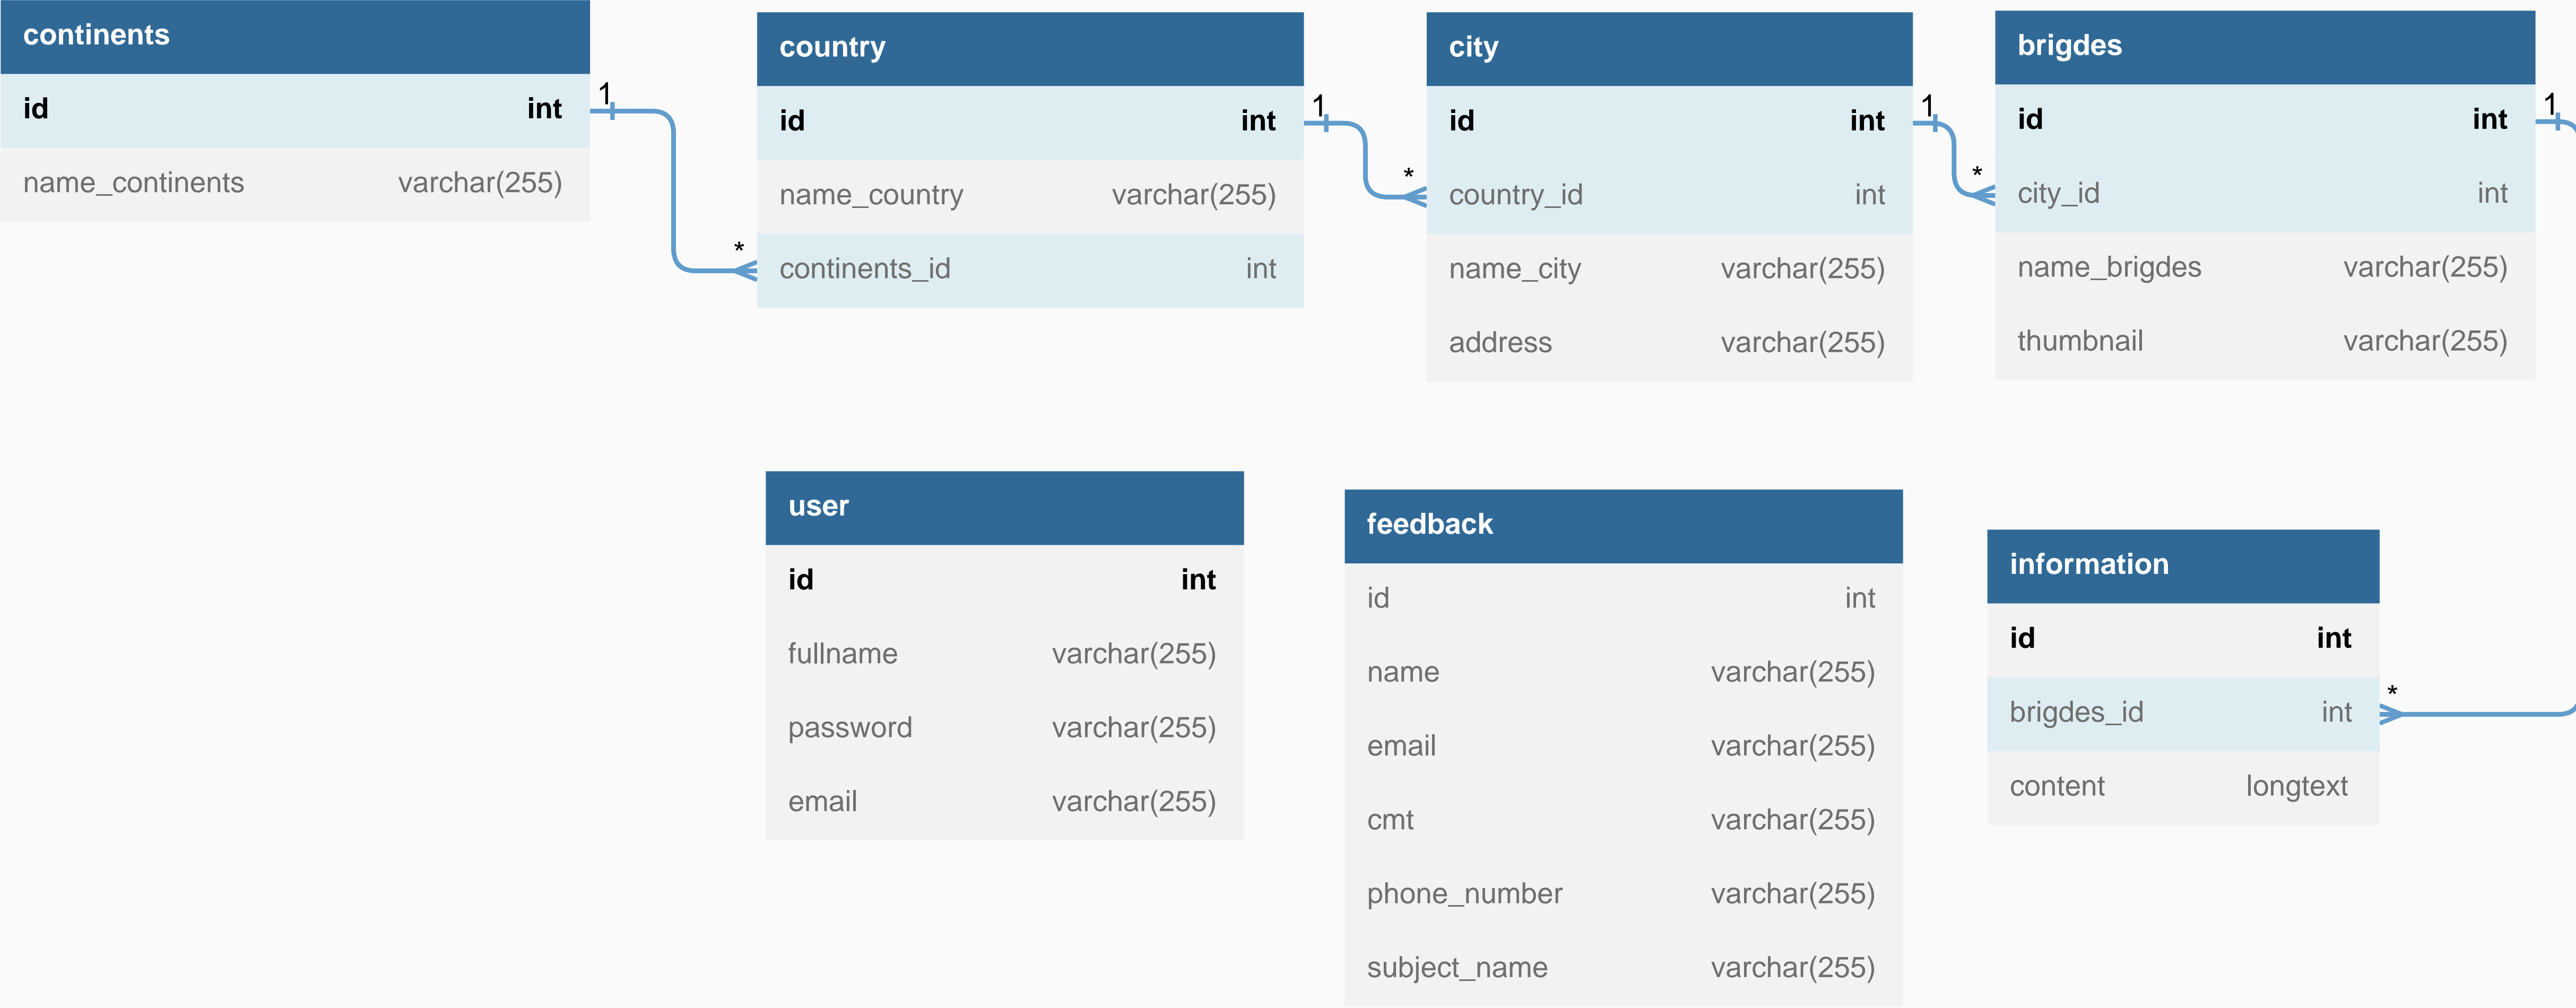 continents
id int
name_continents varchar(255)
1
*
country
id int
name_country varchar(255)
continents_id int
1
*
city
id int
country_id int
name_city varchar(255)
address varchar(255)
1
*
brigdes
id int
city_id int
name_brigdes varchar(255)
thumbnail varchar(255)
1
user
id int
fullname varchar(255)
password varchar(255)
email varchar(255)
feedback
id int
name varchar(255)
email varchar(255)
cmt varchar(255)
phone_number varchar(255)
subject_name varchar(255)
information
id int
brigdes_id int
*
content longtext